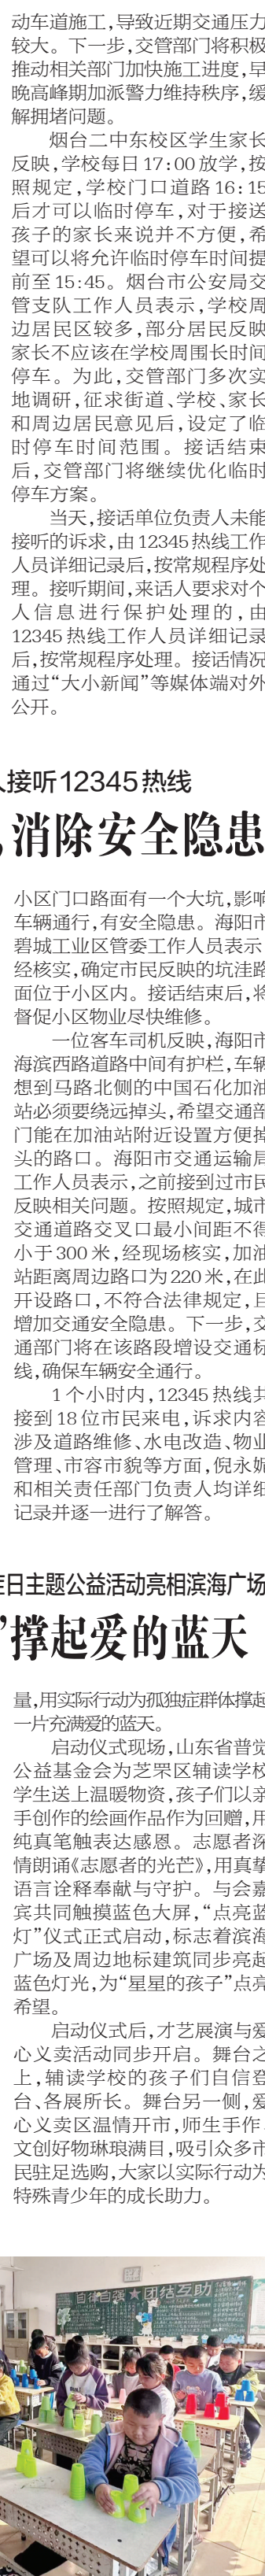 动车道施工,导致近期交通压力
较大。下一步,交管部门将积极
推动相关部门加快施工进度,早
晚高峰期加派警力维持秩序,缓
解拥堵问题。
烟台二中东校区学生家长
反映,学校每日17:00放学,按
照规定,学校门口道路16:15
后才可以临时停车,对于接送
孩子的家长来说并不方便,希
望可以将允许临时停车时间提
前至15:45。烟台市公安局交
管支队工作人员表示,学校周
边居民区较多,部分居民反映
家长不应该在学校周围长时间
停车。为此,交管部门多次实
地调研,征求街道、学校、家长
和周边居民意见后,设定了临
时停车时间范围。接话结束
后,交管部门将继续优化临时
停车方案。
当天,接话单位负责人未能
接听的诉求,由12345热线工作
人员详细记录后,按常规程序处
理。接听期间,来话人要求对个
人信息进行保护处理的,由
12345热线工作人员详细记录
后,按常规程序处理。接话情况
通过“大小新闻”等媒体端对外
公开。
人接听12345热线
,消除安全隐患
小区门口路面有一个大坑,影响
车辆通行,有安全隐患。海阳市
碧城工业区管委工作人员表示,
经核实,确定市民反映的坑洼路
面位于小区内。接话结束后,将
督促小区物业尽快维修。
一位客车司机反映,海阳市
海滨西路道路中间有护栏,车辆
想到马路北侧的中国石化加油
站必须要绕远掉头,希望交通部
门能在加油站附近设置方便掉
头的路口。海阳市交通运输局
工作人员表示,之前接到过市民
反映相关问题。按照规定,城市
交通道路交叉口最小间距不得
小于300米,经现场核实,加油
站距离周边路口为220米,在此
开设路口,不符合法律规定,且
增加交通安全隐患。下一步,交
通部门将在该路段增设交通标
线,确保车辆安全通行。
1个小时内,12345热线共
接到18位市民来电,诉求内容
涉及道路维修、水电改造、物业
管理、市容市貌等方面,倪永妮
和相关责任部门负责人均详细
记录并逐一进行了解答。
日主题公益活动亮相滨海广场
”撑起爱的蓝天
量,用实际行动为孤独症群体撑起
一片充满爱的蓝天。
启动仪式现场,山东省普觉
公益基金会为芝罘区辅读学校
学生送上温暖物资,孩子们以亲
手创作的绘画作品作为回赠,用
纯真笔触表达感恩。志愿者深
情朗诵《志愿者的光芒》,用真挚
语言诠释奉献与守护。与会嘉
宾共同触摸蓝色大屏,“点亮蓝
灯”仪式正式启动,标志着滨海
广场及周边地标建筑同步亮起
蓝色灯光,为“星星的孩子”点亮
希望。
启动仪式后,才艺展演与爱
心义卖活动同步开启。舞台之
上,辅读学校的孩子们自信登
台、各展所长。舞台另一侧,爱
心义卖区温情开市,师生手作、
文创好物琳琅满目,吸引众多市
民驻足选购,大家以实际行动为
特殊青少年的成长助力。
自律自强★团结互助